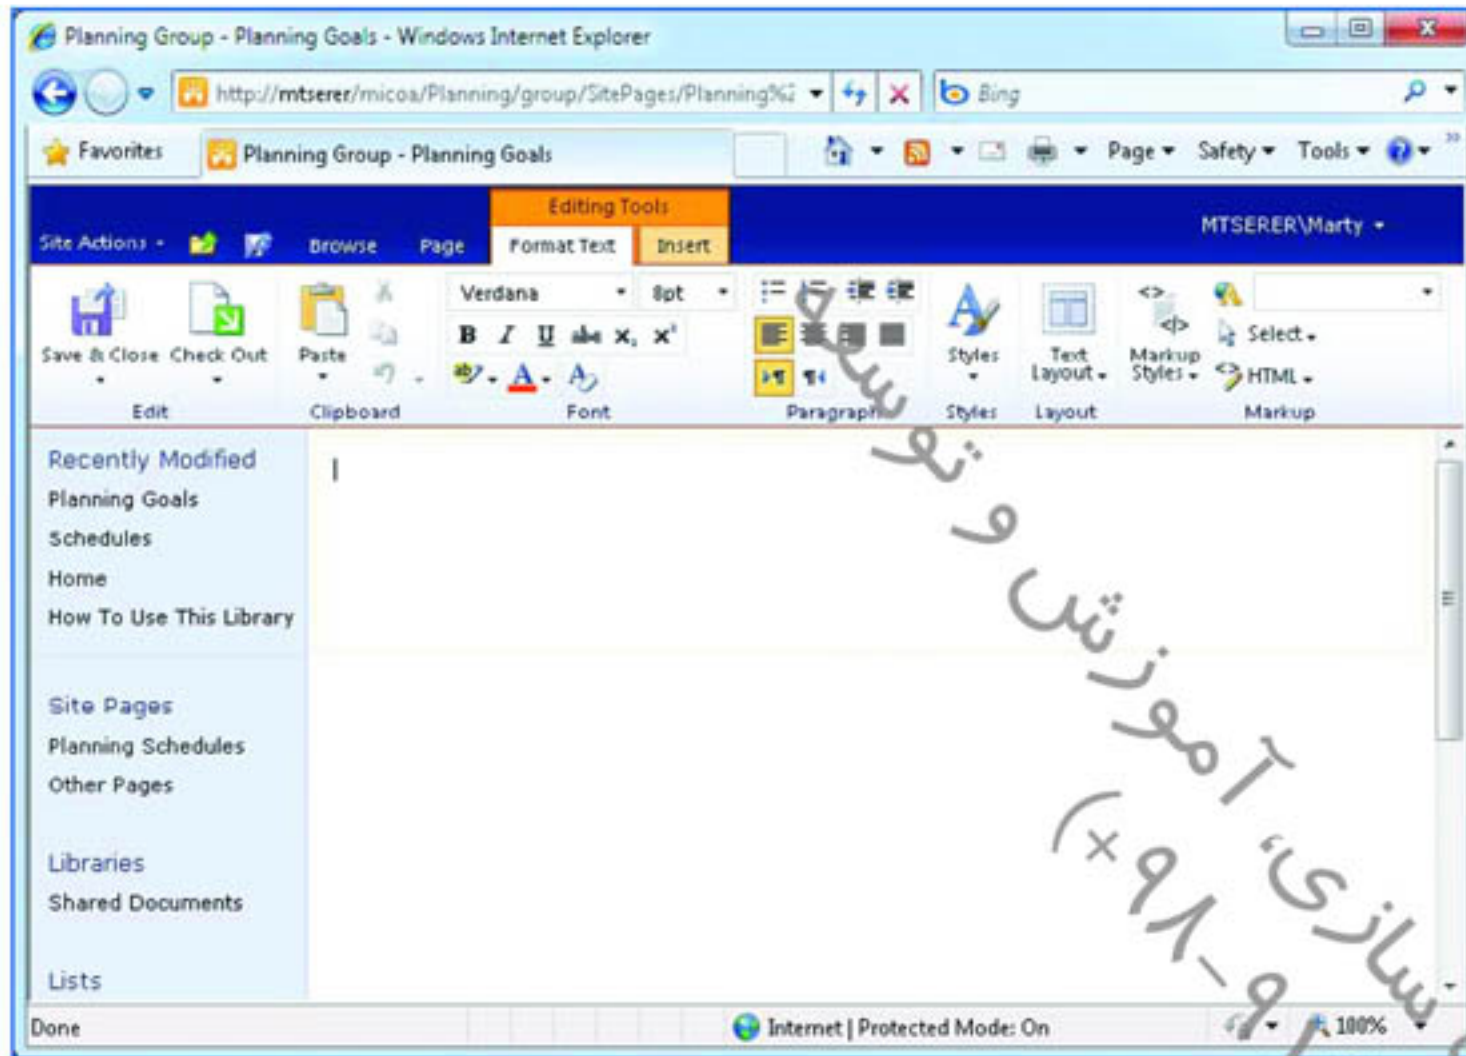 Planning Group - Planning Goals - Windows Internet Explorer
http://mtserer/micoa/Planning/group/SitePages/Planning%2
Bing
Favorites
Planning Group - Planning Goals
Page
Safety
Tools
Editing Tools
Site Actions
Browse
Page
Format Text
Insert
MTSERER\Marty
Verdana
8pt
B I U abc X, X²
Save & Close
Check Out
Paste
Styles
Text Layout
Markup Styles
Select
HTML
Edit
Clipboard
Font
Paragraph
Styles
Layout
Markup
Recently Modified
Planning Goals
Schedules
Home
How To Use This Library
Site Pages
Planning Schedules
Other Pages
Libraries
Shared Documents
Lists
Done
Internet | Protected Mode: On
100%
سازی، آموزش و توسعه